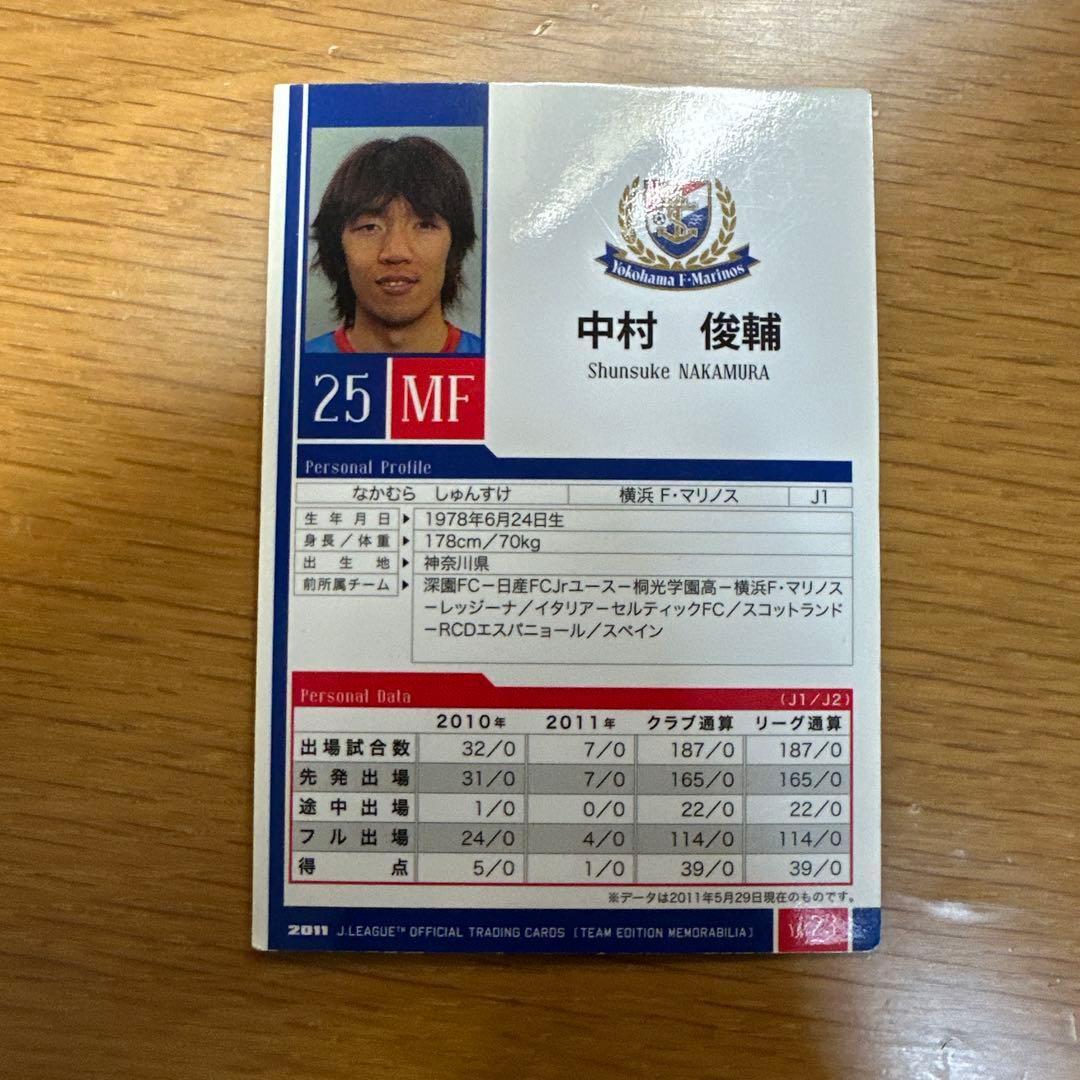 Yokohama F·Marinos
中村 俊輔
Shunsuke NAKAMURA
25 MF
Personal Profile
なかむら しゅんすけ 横浜 F・マリノス J1
生年月日 1978年6月24日生
身長／体重 178cm／70kg
出生地 神奈川県
前所属チーム 深園FCー日産FCJrユースー桐光学園高ー横浜F・マリノス
ーレッジーナ／イタリアーセルティックFC／スコットランド
ーRCDエスパニョール／スペイン
Personal Data (J1/J2)
2010年 2011年 クラブ通算 リーグ通算
出場試合数 32/0 7/0 187/0 187/0
先発出場 31/0 7/0 165/0 165/0
途中出場 1/0 0/0 22/0 22/0
フル出場 24/0 4/0 114/0 114/0
得点 5/0 1/0 39/0 39/0
※データは2011年5月29日現在のものです。
2011 J.LEAGUE™ OFFICIAL TRADING CARDS [TEAM EDITION MEMORABILIA]